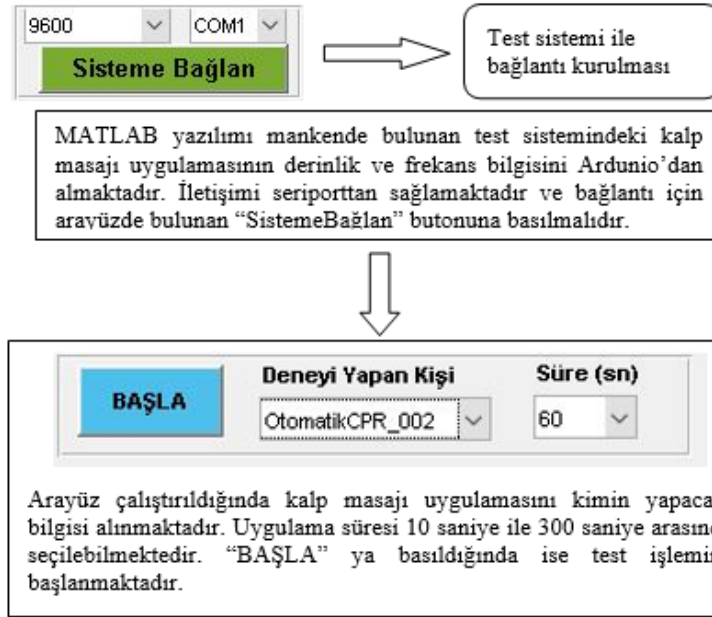 9600 COM1
Sisteme Bağlan
Test sistemi ile
bağlantı kurulması
MATLAB yazılımı mankende bulunan test sistemindeki kalp
masajı uygulamasının derinlik ve frekans bilgisini Ardunio’dan
almaktadır. İletişimi seriporttan sağlamaktadır ve bağlantı için
arayüzde bulunan “SistemeBağlan” butonuna basılmalıdır.
BAŞLA
Deneyi Yapan Kişi
OtomatikCPR_002
Süre (sn)
60
Arayüz çalıştırıldığında kalp masajı uygulamasını kimin
bilgisi alınmaktadır. Uygulama süresi 10 saniye ile 300 saniye
seçilebilmektedir. “BAŞLA” ya basıldığında ise test
başlanmaktadır.